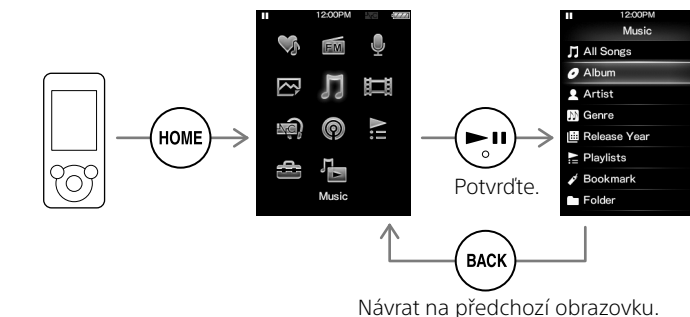 12:00PM
FM
HOME
Music
Potvrďte.
12:00PM
Music
All Songs
Album
Artist
Genre
Release Year
Playlists
Bookmark
Folder
BACK
Návrat na předchozí obrazovku.